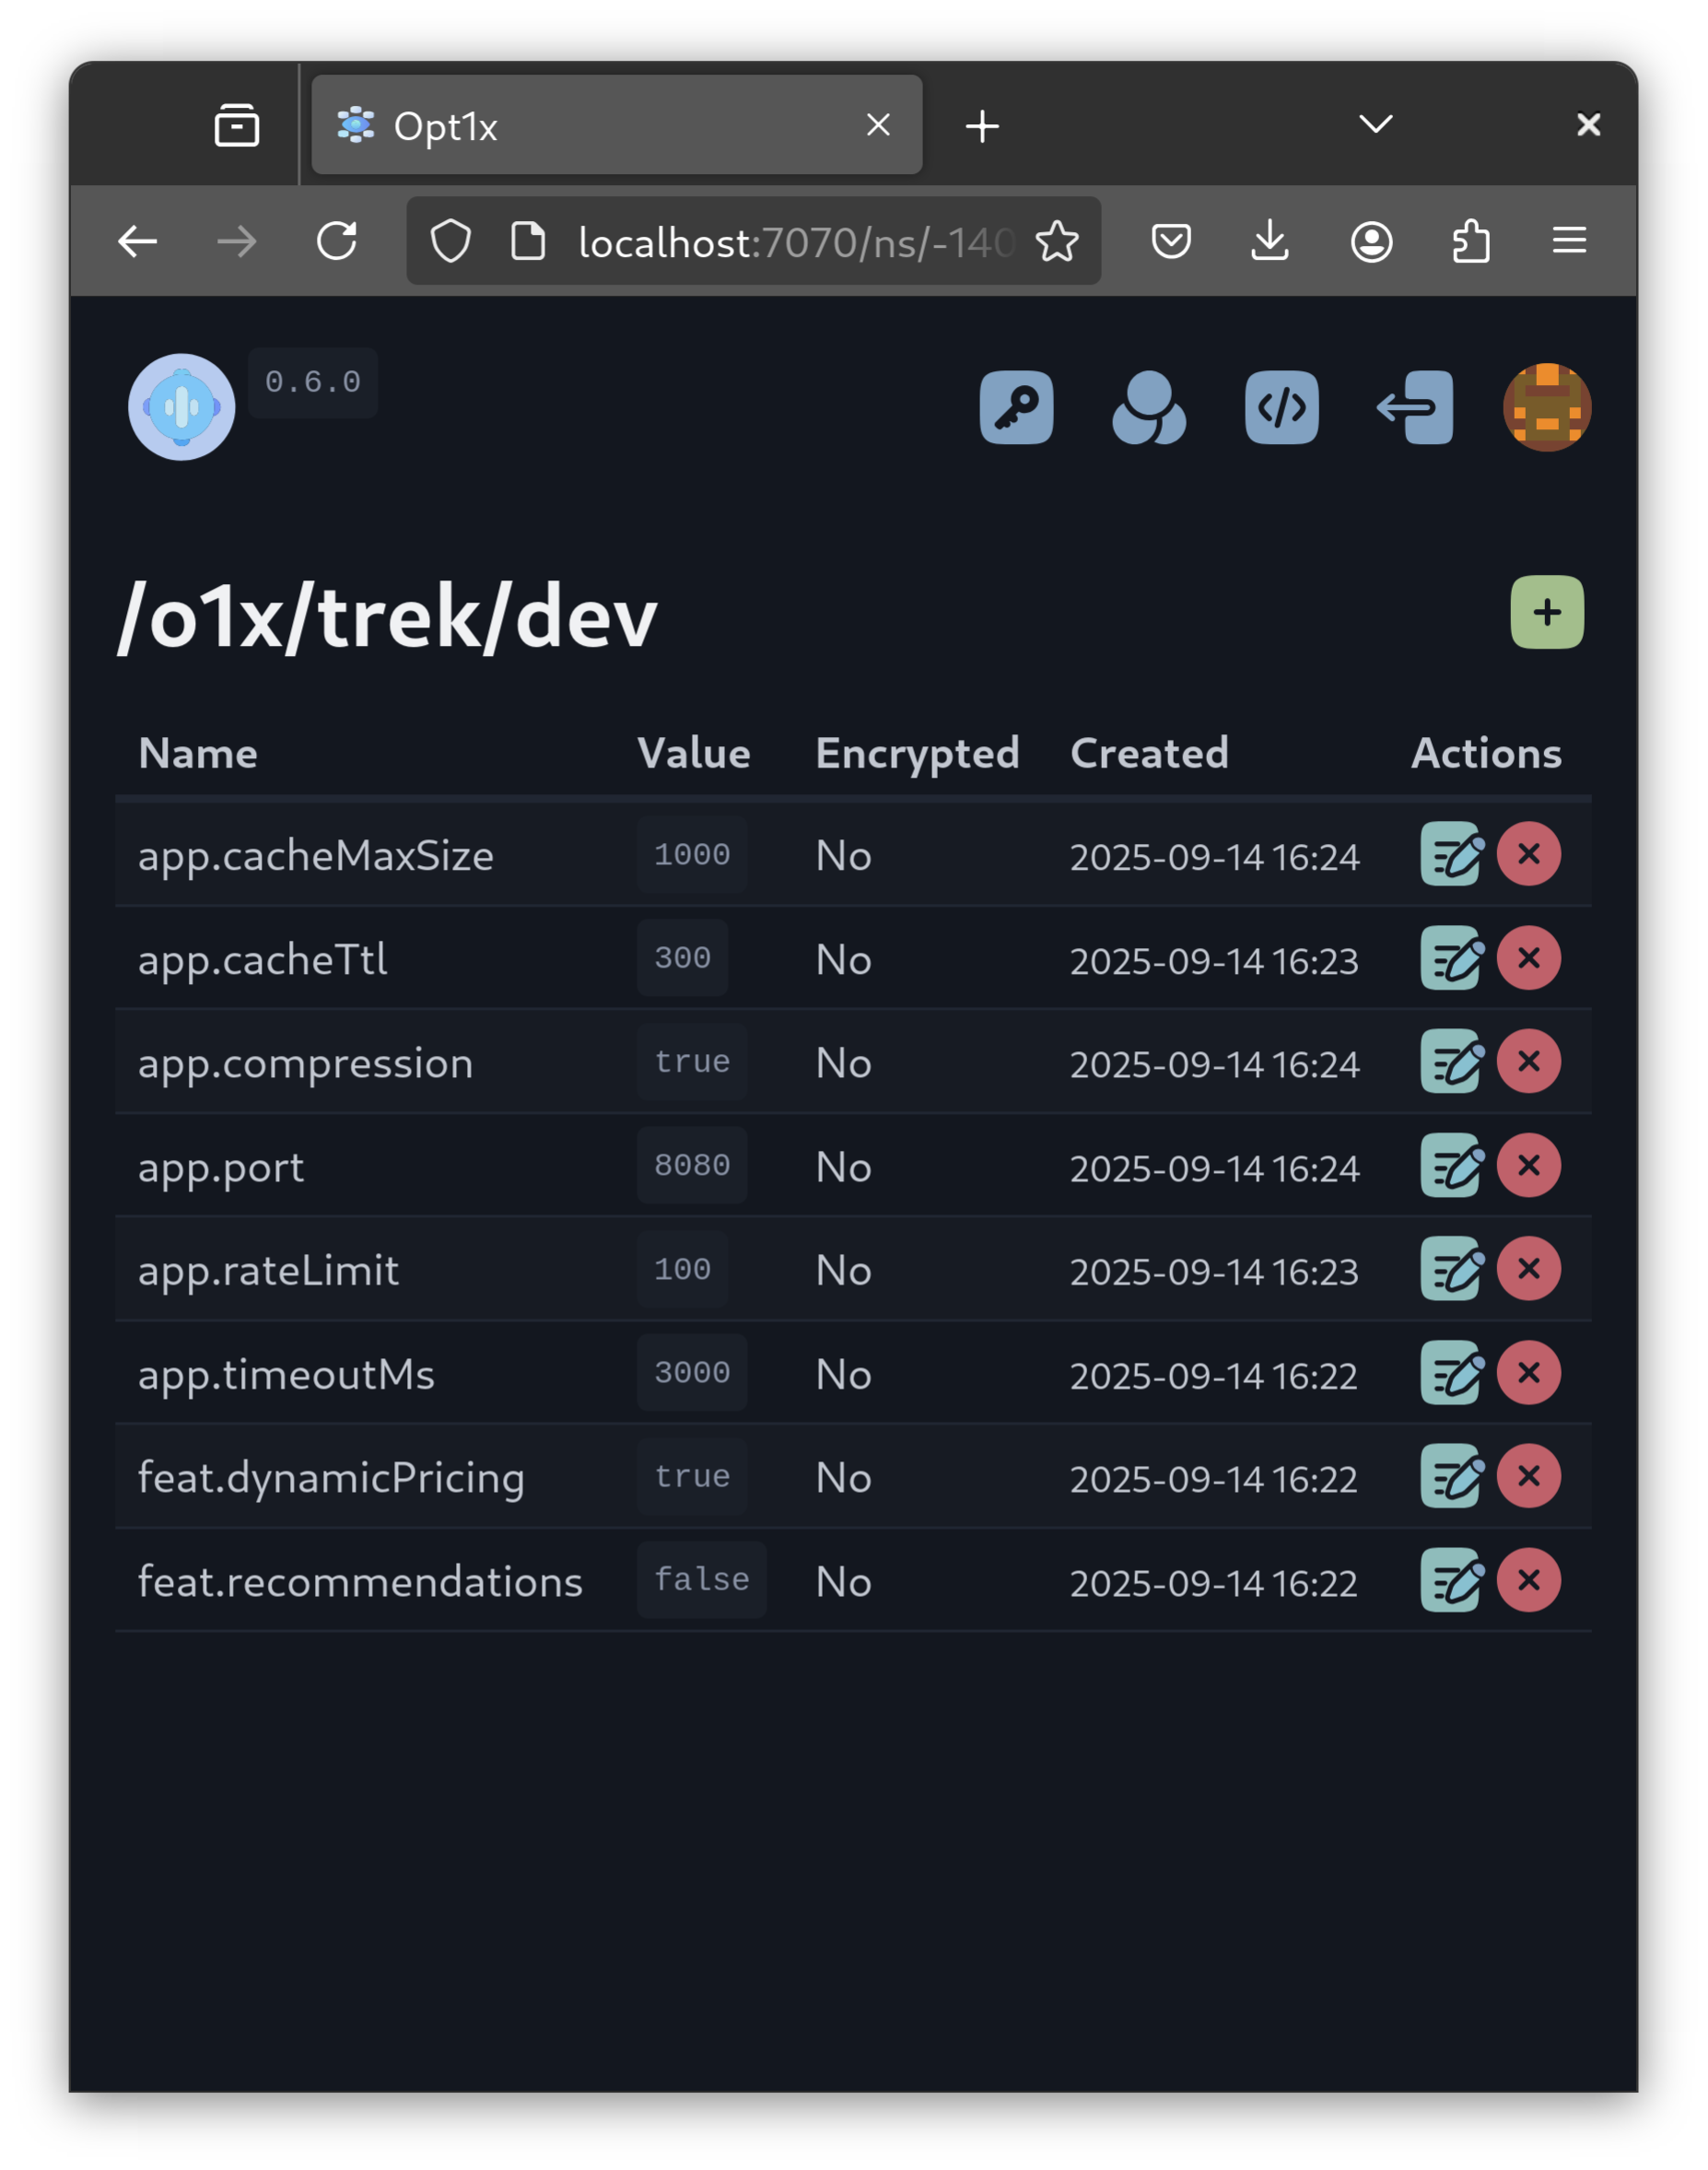 Opt1x
localhost:7070/ns/-140
0.6.0
/o1x/trek/dev
Name Value Encrypted Created Actions
app.cacheMaxSize 1000 No 2025-09-14 16:24
app.cacheTtl 300 No 2025-09-14 16:23
app.compression true No 2025-09-14 16:24
app.port 8080 No 2025-09-14 16:24
app.rateLimit 100 No 2025-09-14 16:23
app.timeoutMs 3000 No 2025-09-14 16:22
feat.dynamicPricing true No 2025-09-14 16:22
feat.recommendations false No 2025-09-14 16:22